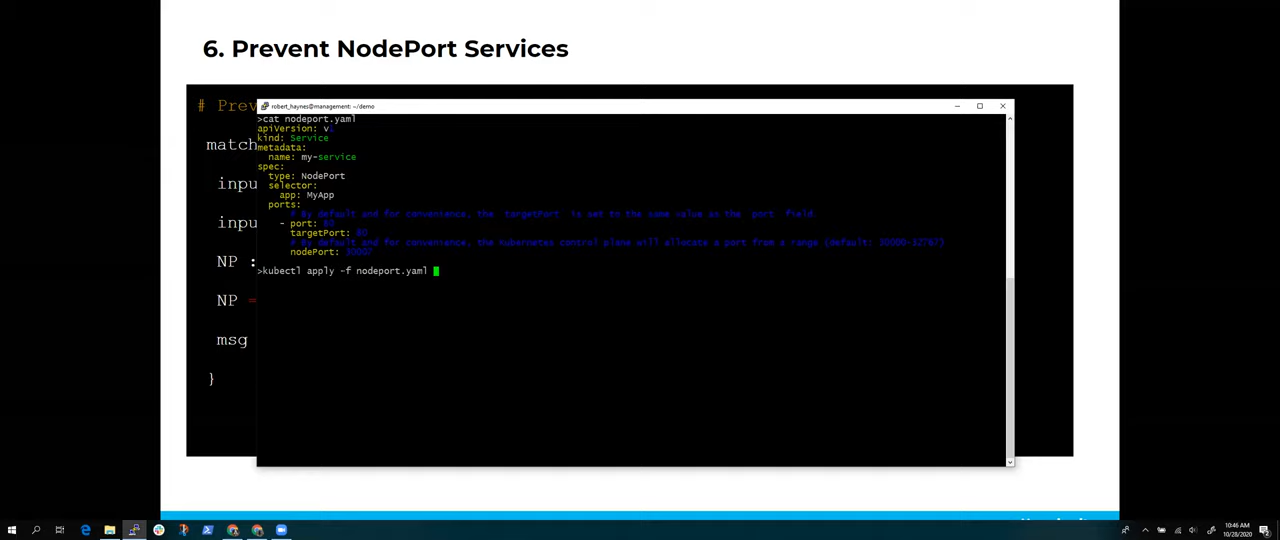 6. Prevent NodePort Services
# Prev
robert_haynes@management: ~/demo
>cat nodeport.yaml
apiVersion: v1
match
kind: Service
metadata:
name: my-service
spec:
type: NodePort
inpu
selector:
app: MyApp
ports:
# By default and for convenience, the `targetPort` is set to the same value as the `port` field
inpu
- port: 80
targetPort: 80
# By default and for convenience, the Kubernetes control plane will allocate a port from a range (default: 30000-32767)
nodePort: 30007
NP :
>kubectl apply -f nodeport.yaml
NP =
msg
}
10:46 AM
10/28/2020